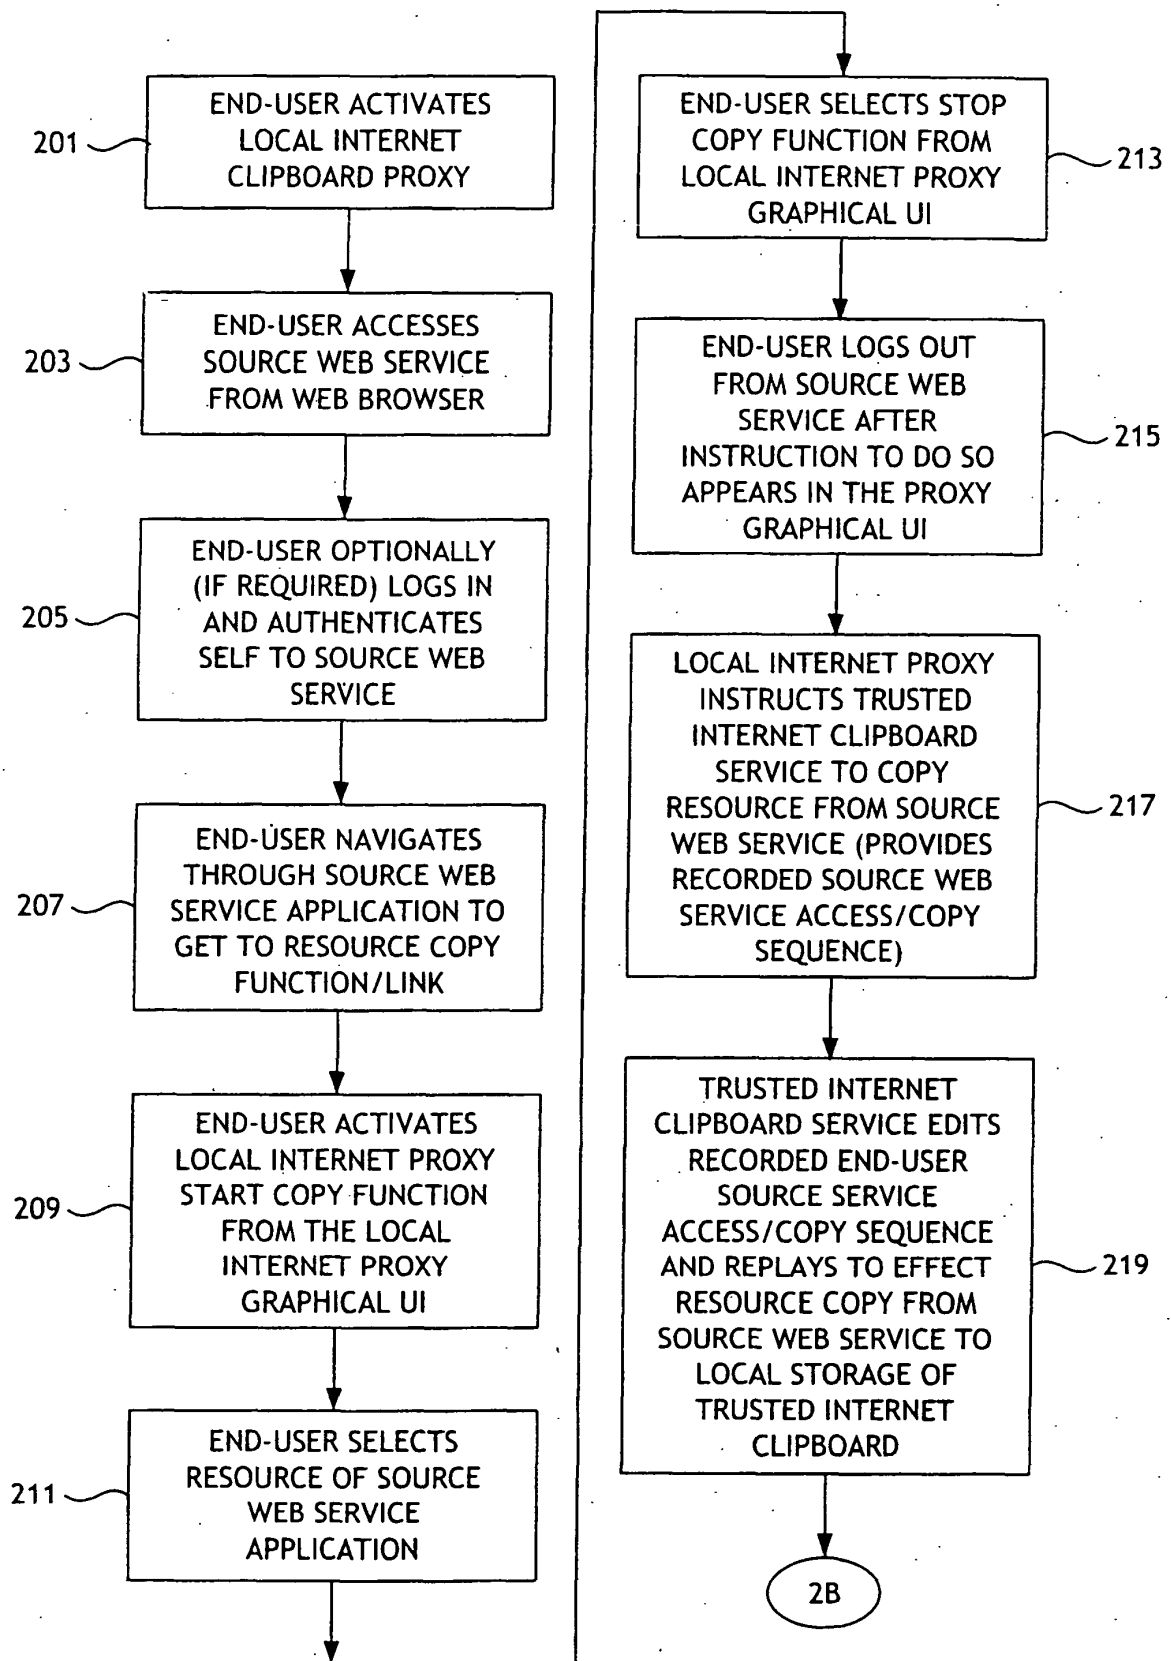 201
END-USER ACTIVATES
LOCAL INTERNET
CLIPBOARD PROXY
203
END-USER ACCESSES
SOURCE WEB SERVICE
FROM WEB BROWSER
205
END-USER OPTIONALLY
(IF REQUIRED) LOGS IN
AND AUTHENTICATES
SELF TO SOURCE WEB
SERVICE
207
END-USER NAVIGATES
THROUGH SOURCE WEB
SERVICE APPLICATION TO
GET TO RESOURCE COPY
FUNCTION/LINK
209
END-USER ACTIVATES
LOCAL INTERNET PROXY
START COPY FUNCTION
FROM THE LOCAL
INTERNET PROXY
GRAPHICAL UI
211
END-USER SELECTS
RESOURCE OF SOURCE
WEB SERVICE
APPLICATION
END-USER SELECTS STOP
COPY FUNCTION FROM
LOCAL INTERNET PROXY
GRAPHICAL UI
213
END-USER LOGS OUT
FROM SOURCE WEB
SERVICE AFTER
INSTRUCTION TO DO SO
APPEARS IN THE PROXY
GRAPHICAL UI
215
LOCAL INTERNET PROXY
INSTRUCTS TRUSTED
INTERNET CLIPBOARD
SERVICE TO COPY
RESOURCE FROM SOURCE
WEB SERVICE (PROVIDES
RECORDED SOURCE WEB
SERVICE ACCESS/COPY
SEQUENCE)
217
TRUSTED INTERNET
CLIPBOARD SERVICE EDITS
RECORDED END-USER
SOURCE SERVICE
ACCESS/COPY SEQUENCE
AND REPLAYS TO EFFECT
RESOURCE COPY FROM
SOURCE WEB SERVICE TO
LOCAL STORAGE OF
TRUSTED INTERNET
CLIPBOARD
219
2B